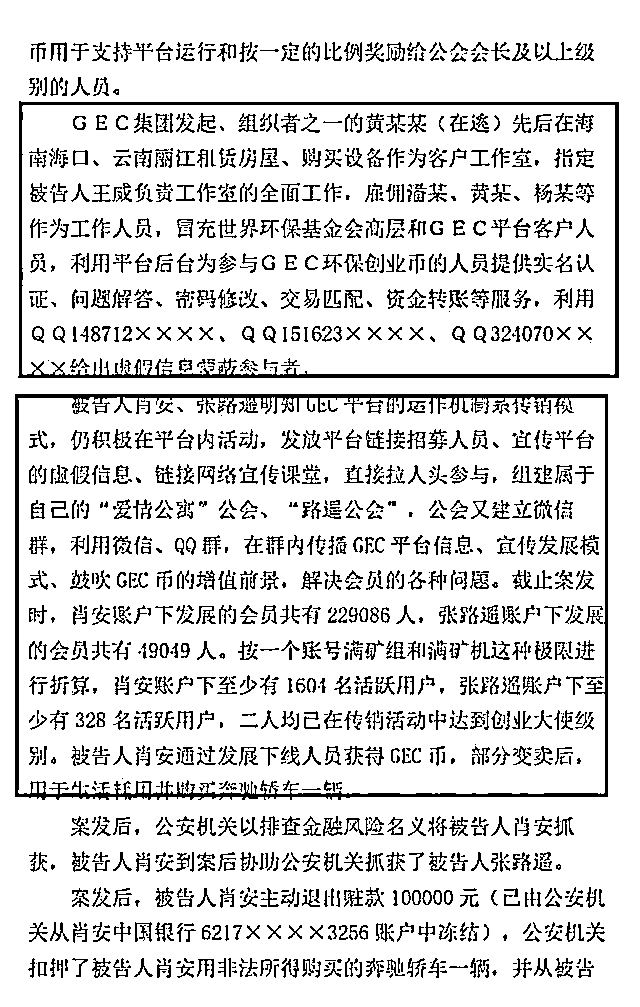 币用于支持平台运行和按一定的比例奖励给公会会长及以上级
别的人员。
GEC集团发起、组织者之一的黄某某（在逃）先后在海
南海口、云南丽江租赁房屋、购买设备作为客户工作室，指定
被告人王威负责工作室的全面工作，雇佣潘某、黄某、杨某等
作为工作人员，冒充世界环保基金会高层和GEC平台客户人
员，利用平台后台为参与GEC环保创业币的人员提供实名认
证、问题解答、密码修改、交易匹配、资金转账等服务，利用
QQ148712××××、QQ151623××××、QQ324070××
××给出虚假信息蒙蔽参与者。
被告人肖安、张路遥明知GEC平台的运作机制系传销模
式，仍积极在平台内活动，发放平台链接招募人员、宣传平台
的虚假信息、链接网络宣传课堂，直接拉人头参与，组建属于
自己的“爱情公寓”公会、“路遥公会”，公会又建立微信
群，利用微信、QQ群，在群内传播GEC平台信息、宣传发展模
式、鼓吹GEC币的增值前景，解决会员的各种问题。截止案发
时，肖安账户下发展的会员共有229086人，张路遥账户下发展
的会员共有49049人。按一个账号满矿组和满矿机这种极限进
行折算，肖安账户下至少有1604名活跃用户，张路遥账户下至
少有328名活跃用户，二人均已在传销活动中达到创业大使级
别。被告人肖安通过发展下线人员获得GEC币，部分变卖后，
用于生活耗用并购买奔驰轿车一辆。
案发后，公安机关以排查金融风险名义将被告人肖安抓
获，被告人肖安到案后协助公安机关抓获了被告人张路遥。
案发后，被告人肖安主动退出赃款100000元（已由公安机
关从肖安中国银行6217××××3256账户中冻结），公安机关
扣押了被告人肖安用非法所得购买的奔驰轿车一辆，并从被告